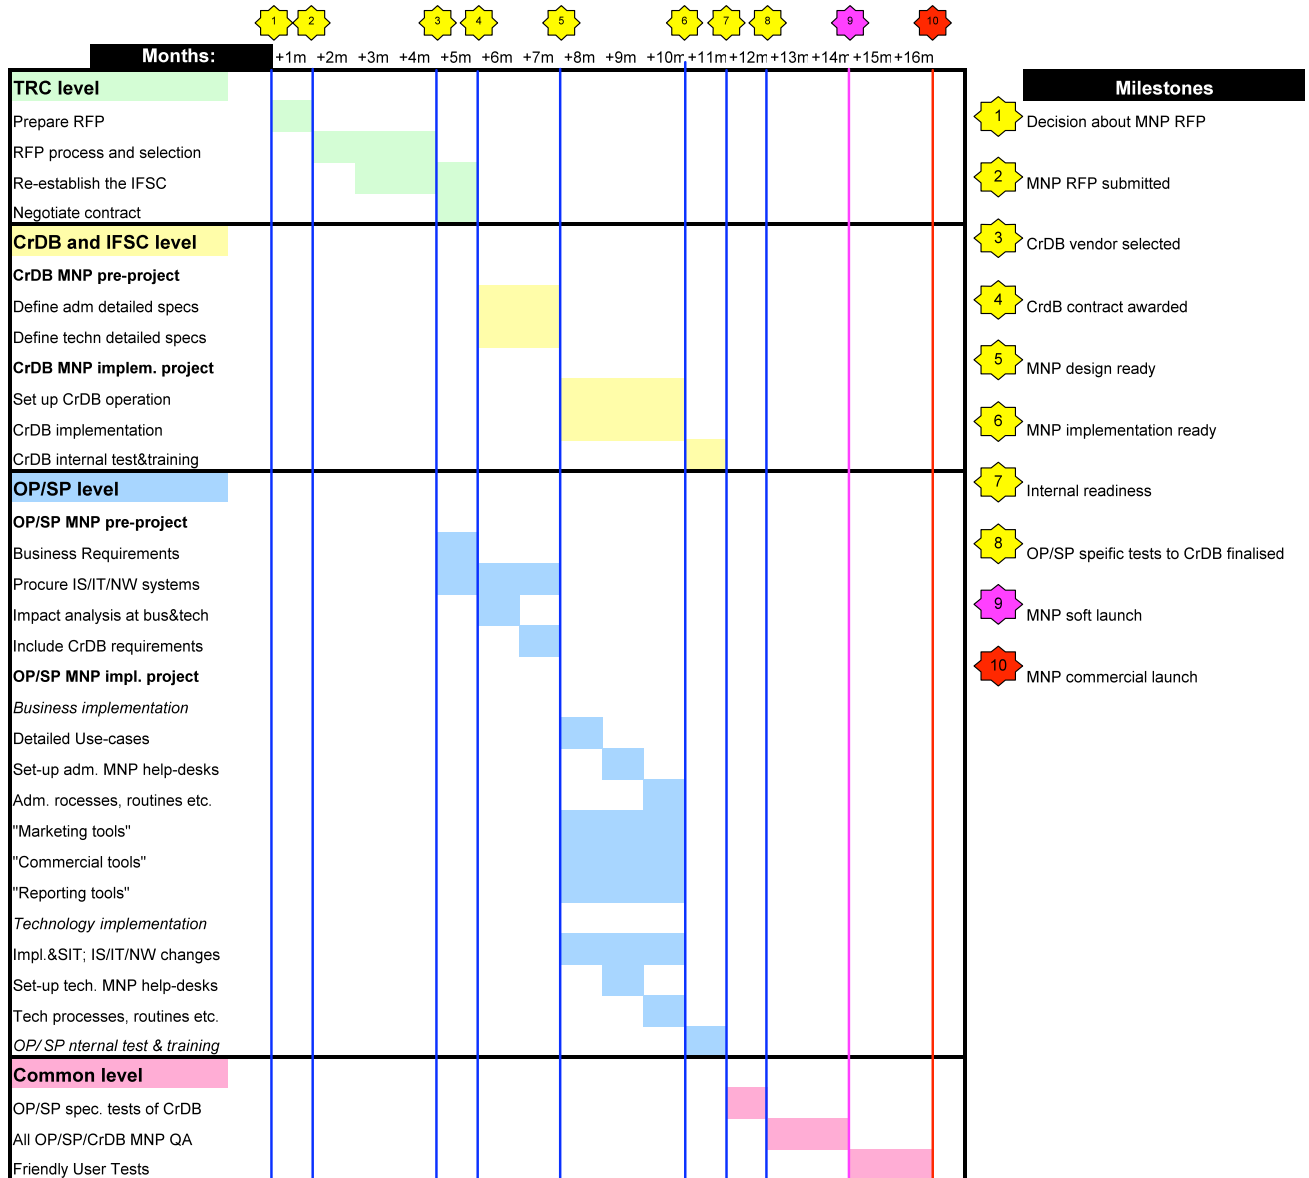 1 2 3 4 5 6 7 8 9 10
Months: +1m +2m +3m +4m +5m +6m +7m +8m +9m +10m +11m +12m +13m +14m +15m +16m
TRC level
Prepare RFP
RFP process and selection
Re-establish the IFSC
Negotiate contract
CrDB and IFSC level
CrDB MNP pre-project
Define adm detailed specs
Define techn detailed specs
CrDB MNP implem. project
Set up CrDB operation
CrDB implementation
CrDB internal test&training
OP/SP level
OP/SP MNP pre-project
Business Requirements
Procure IS/IT/NW systems
Impact analysis at bus&tech
Include CrDB requirements
OP/SP MNP impl. project
Business implementation
Detailed Use-cases
Set-up adm. MNP help-desks
Adm. rocesses, routines etc.
"Marketing tools"
"Commercial tools"
"Reporting tools"
Technology implementation
Impl.&SIT; IS/IT/NW changes
Set-up tech. MNP help-desks
Tech processes, routines etc.
OP/ SP nternal test & training
Common level
OP/SP spec. tests of CrDB
All OP/SP/CrDB MNP QA
Friendly User Tests
Milestones
1 Decision about MNP RFP
2 MNP RFP submitted
3 CrDB vendor selected
4 CrdB contract awarded
5 MNP design ready
6 MNP implementation ready
7 Internal readiness
8 OP/SP speific tests to CrDB finalised
9 MNP soft launch
10 MNP commercial launch